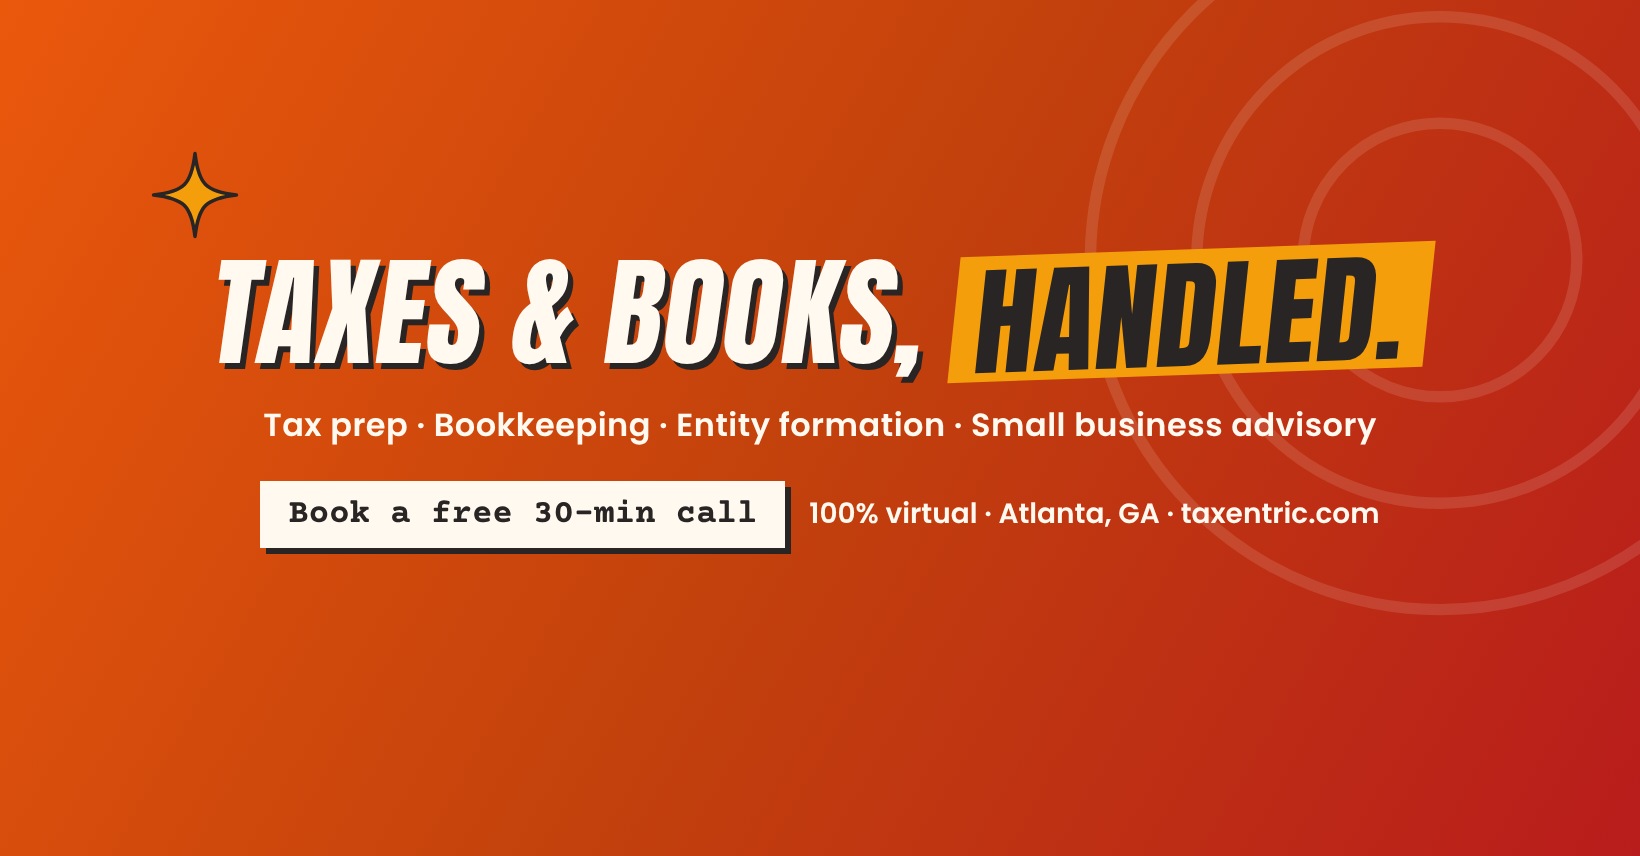 TAXES & BOOKS, HANDLED.
Tax prep · Bookkeeping · Entity formation · Small business advisory
Book a free 30-min call 100% virtual · Atlanta, GA · taxentric.com